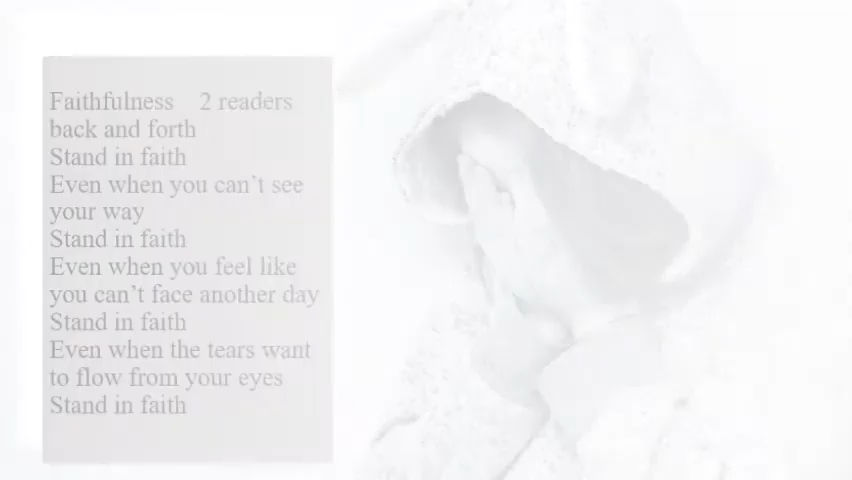 Faithfulness    2 readers
back and forth
Stand in faith
Even when you can’t see
your way
Stand in faith
Even when you feel like
you can’t face another day
Stand in faith
Even when the tears want
to flow from your eyes
Stand in faith